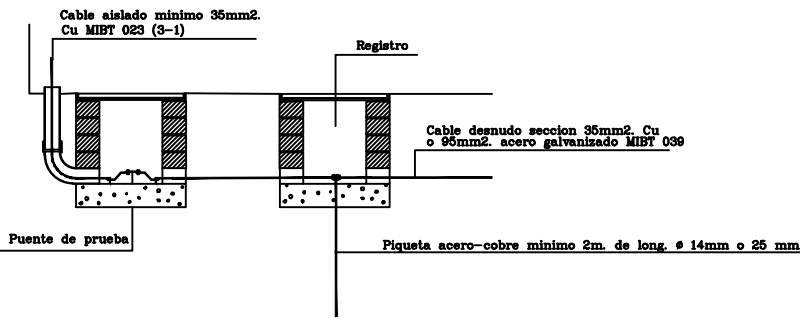 Cable aislado minimo 35mm2.
Cu MIBT 023 (3-1)
Registro
Cable desnudo seccion 35mm2. Cu
o 95mm2. acero galvanizado MIBT 039
Puente de prueba
Piqueta acero-cobre minimo 2m. de long. ø 14mm o 25 mm